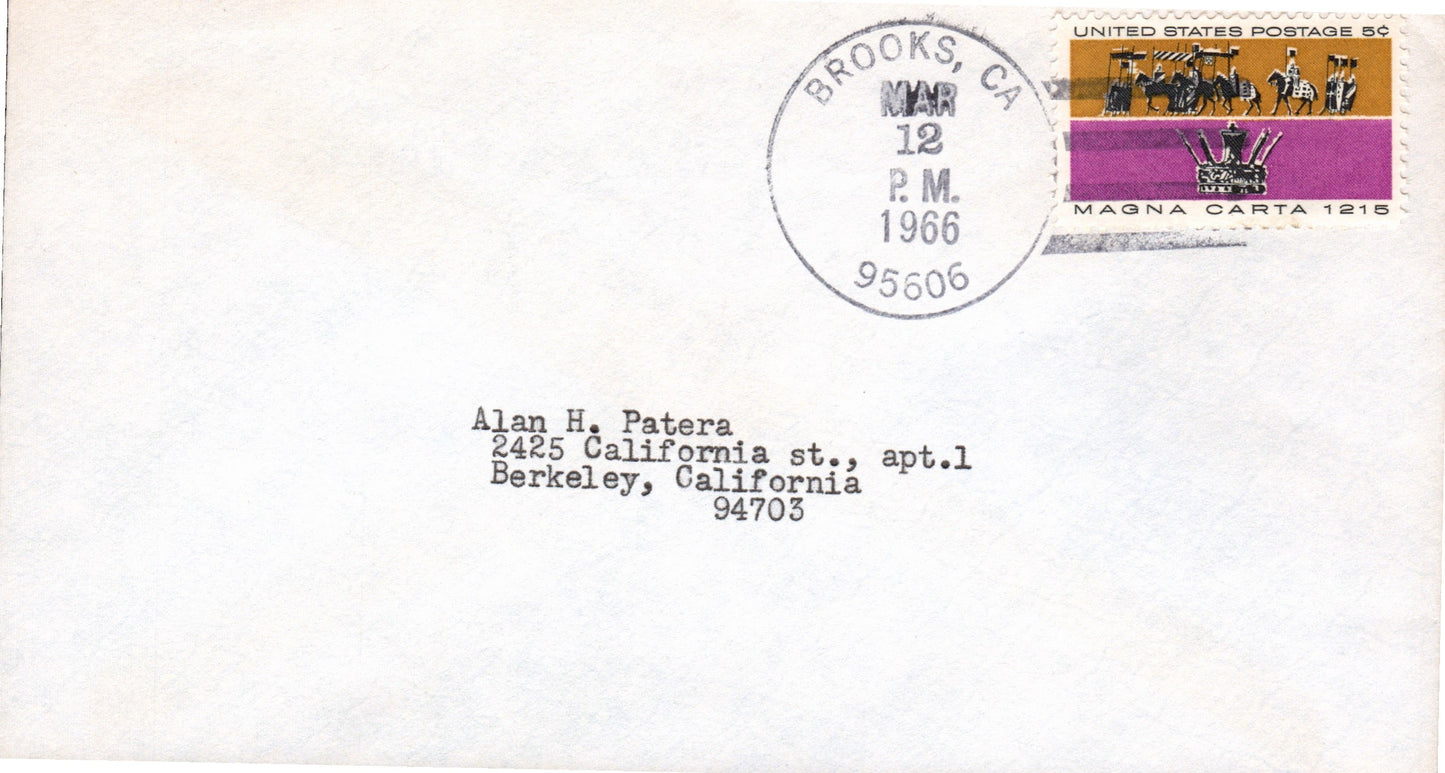 BROOKS, CA
MAR
12
P. M.
1966
95606
UNITED STATES POSTAGE 5¢
MAGNA CARTA 1215
Alan H. Patera
2425 California st., apt.1
Berkeley, California
94703